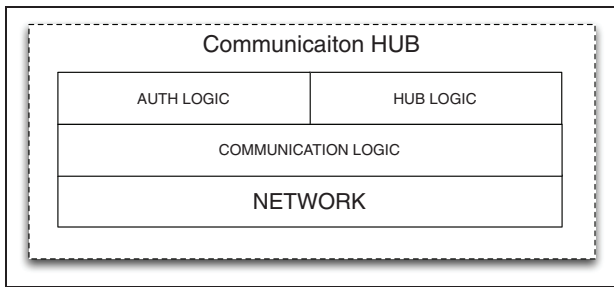 Communicaiton HUB
AUTH LOGIC HUB LOGIC
COMMUNICATION LOGIC
NETWORK